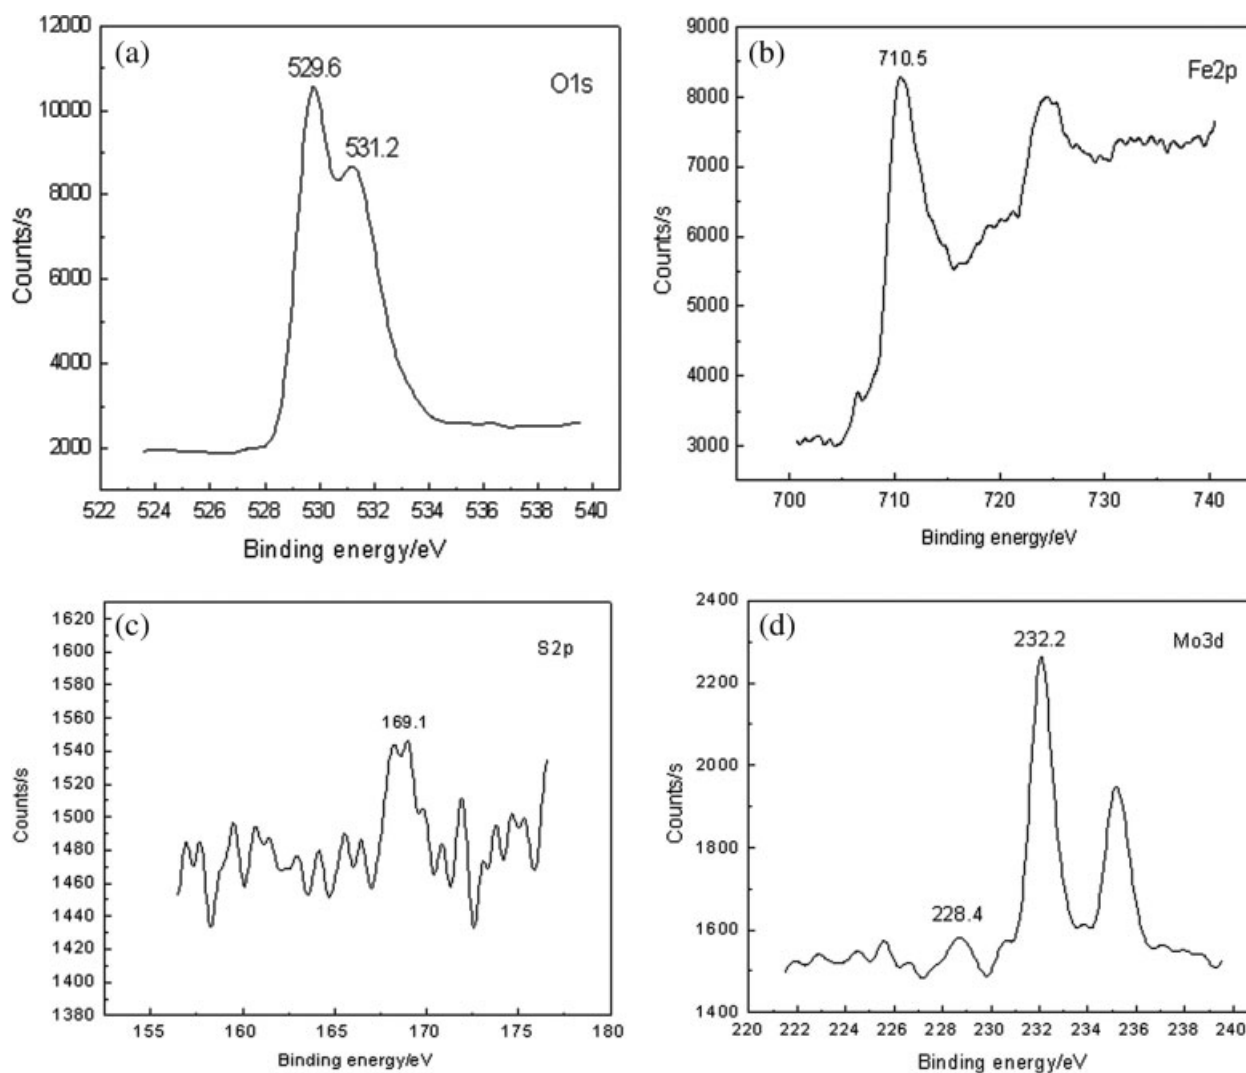 (a)
O1s
529.6
531.2
12000
10000
8000
6000
4000
2000
Counts/s
522 524 526 528 530 532 534 536 538 540
Binding energy/eV
(b)
Fe2p
710.5
9000
8000
7000
6000
5000
4000
3000
Counts/s
700 710 720 730 740
Binding energy/eV
(c)
S2p
169.1
1620
1600
1580
1560
1540
1520
1500
1480
1460
1440
1420
1400
1380
Counts/s
155 160 165 170 175 180
Binding energy/eV
(d)
Mo3d
232.2
228.4
2400
2200
2000
1800
1600
1400
Counts/s
220 222 224 226 228 230 232 234 236 238 240
Binding energy/eV